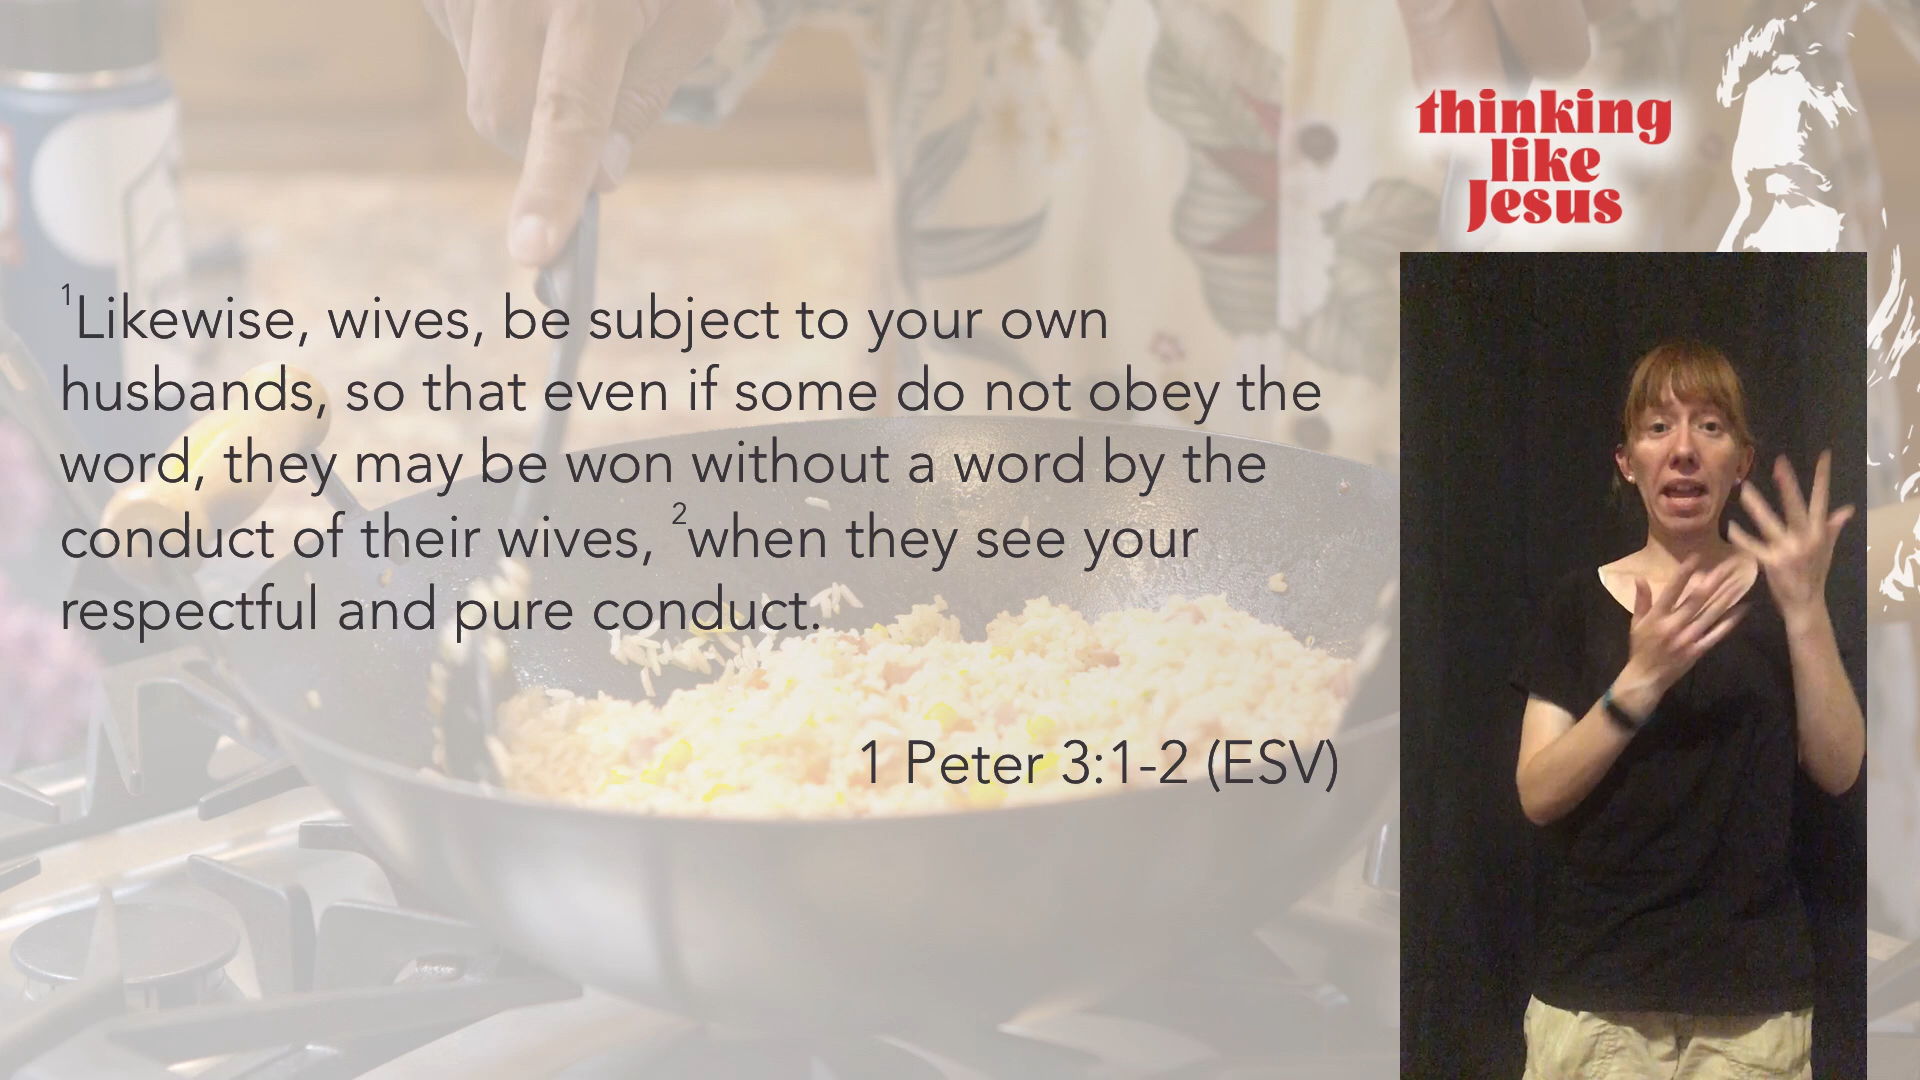 thinking
like
Jesus
¹Likewise, wives, be subject to your own
husbands, so that even if some do not obey the
word, they may be won without a word by the
conduct of their wives, ²when they see your
respectful and pure conduct.
1 Peter 3:1-2 (ESV)